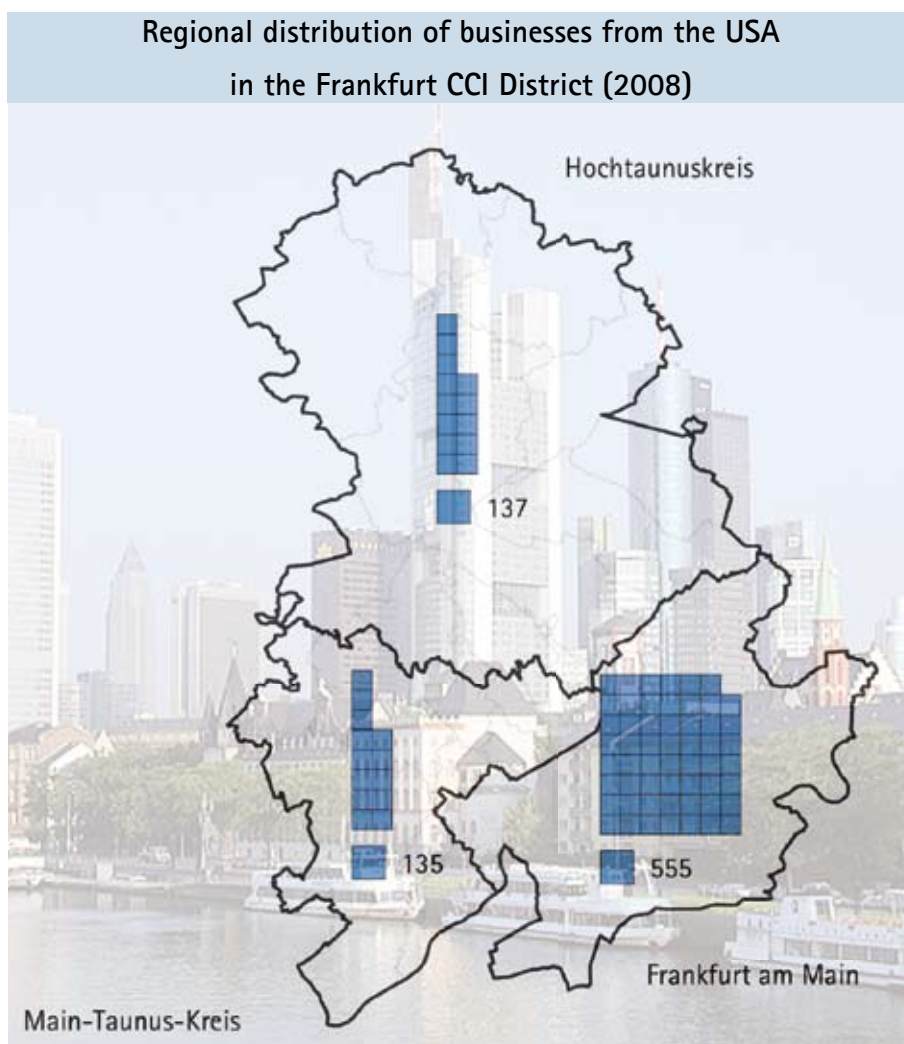 Regional distribution of businesses from the USA
in the Frankfurt CCI District (2008)
Hochtaunuskreis
137
135
555
Frankfurt am Main
Main-Taunus-Kreis